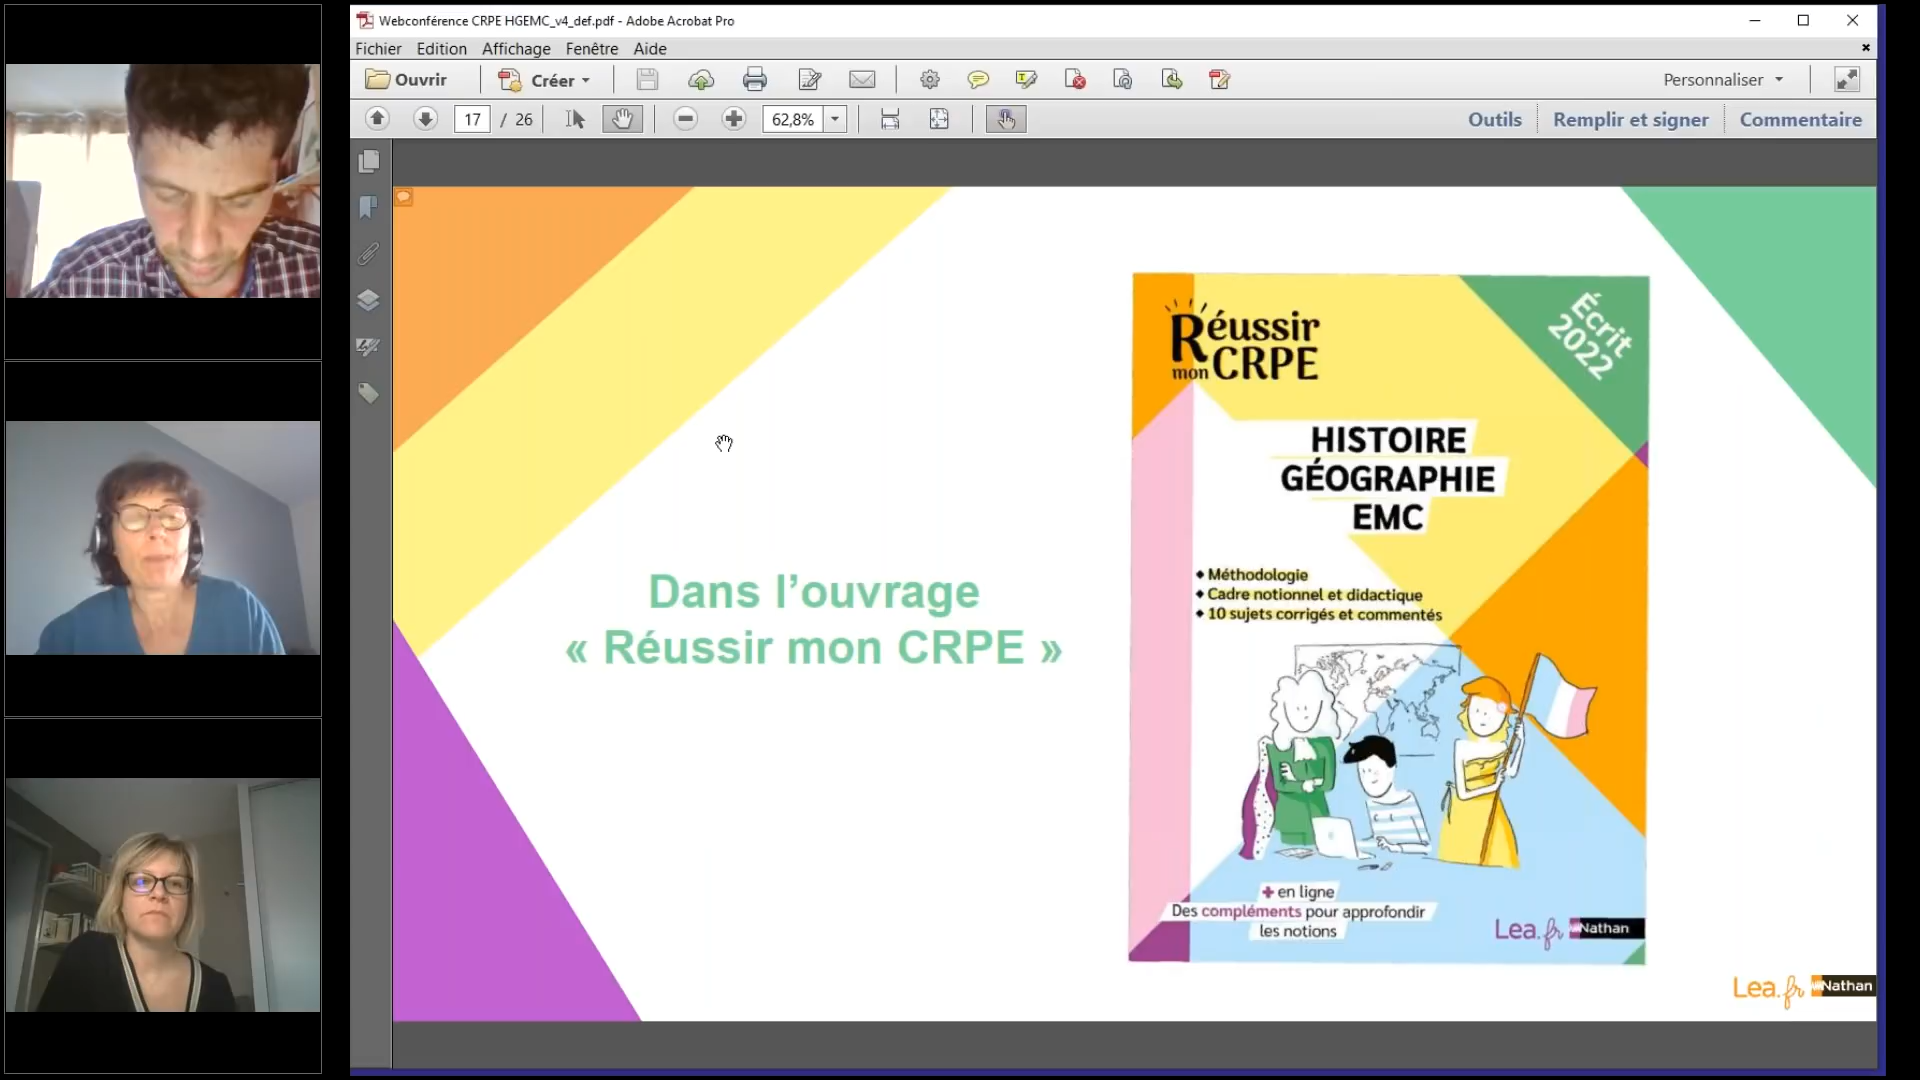 Webconférence CRPE HGEMC_v4_def.pdf - Adobe Acrobat Pro
Fichier Edition Affichage Fenêtre Aide
Ouvrir Créer Personnaliser
17 / 26 62,8% Outils Remplir et signer Commentaire
Dans l’ouvrage
« Réussir mon CRPE »
Réussir
mon CRPE
Écrit
2022
HISTOIRE
GÉOGRAPHIE
EMC
◆ Méthodologie
◆ Cadre notionnel et didactique
◆ 10 sujets corrigés et commentés
+ en ligne
Des compléments pour approfondir
les notions
Lea.fr Nathan
Lea.fr Nathan